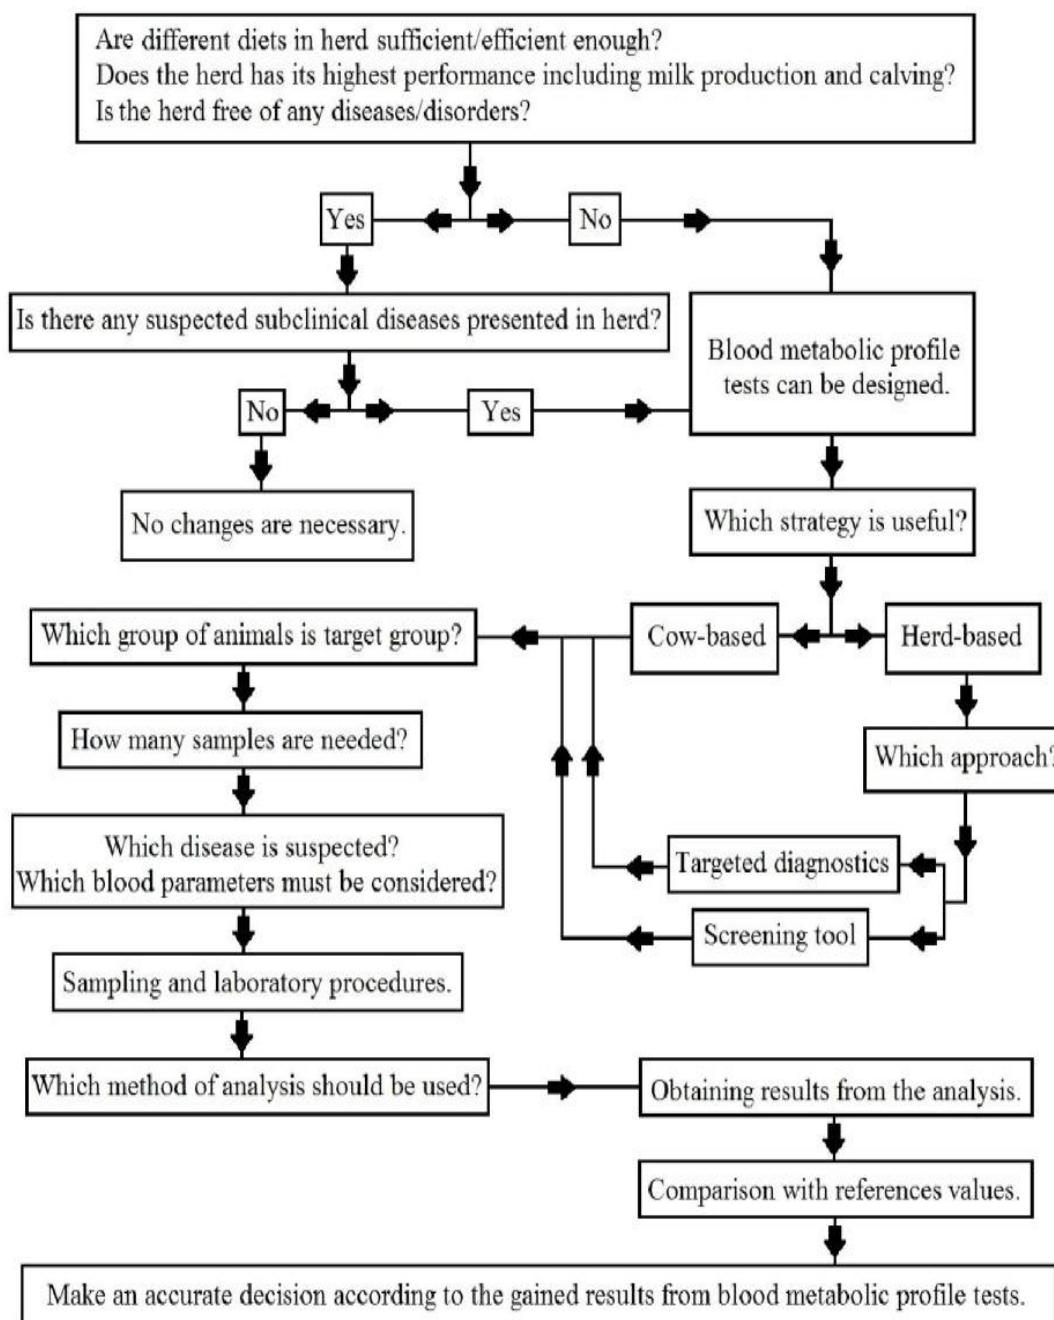 Are different diets in herd sufficient/efficient enough?
Does the herd has its highest performance including milk production and calving?
Is the herd free of any diseases/disorders?
Yes
No
Is there any suspected subclinical diseases presented in herd?
Blood metabolic profile
tests can be designed.
No
Yes
No changes are necessary.
Which strategy is useful?
Which group of animals is target group?
Cow-based
Herd-based
How many samples are needed?
Which approach?
Which disease is suspected?
Which blood parameters must be considered?
Targeted diagnostics
Screening tool
Sampling and laboratory procedures.
Which method of analysis should be used?
Obtaining results from the analysis.
Comparison with references values.
Make an accurate decision according to the gained results from blood metabolic profile tests.